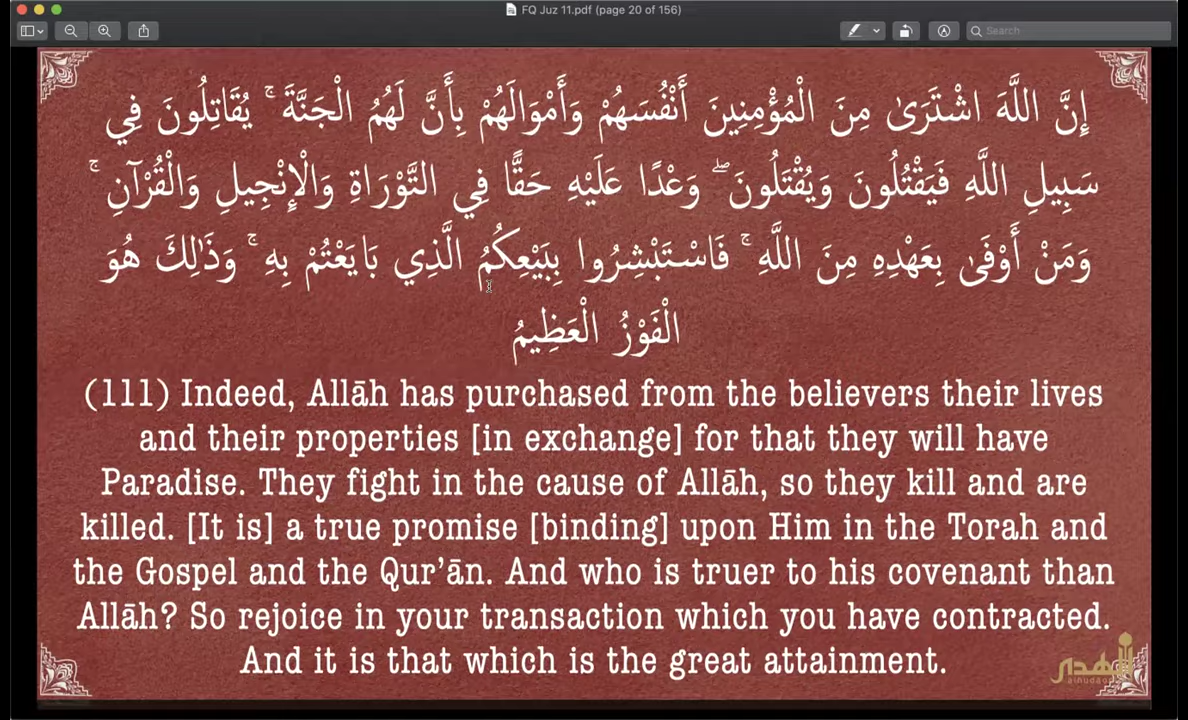 FQ Juz 11.pdf (page 20 of 156)
Search
إِنَّ اللَّهَ اشْتَرَىٰ مِنَ الْمُؤْمِنِينَ أَنْفُسَهُمْ وَأَمْوَالَهُمْ بِأَنَّ لَهُمُ الْجَنَّةَ ۚ يُقَاتِلُونَ فِي
سَبِيلِ اللَّهِ فَيَقْتُلُونَ وَيُقْتَلُونَ ۖ وَعْدًا عَلَيْهِ حَقًّا فِي التَّوْرَاةِ وَالْإِنْجِيلِ وَالْقُرْآنِ ۚ
وَمَنْ أَوْفَىٰ بِعَهْدِهِ مِنَ اللَّهِ ۚ فَاسْتَبْشِرُوا بِبَيْعِكُمُ الَّذِي بَايَعْتُمْ بِهِ ۚ وَذَٰلِكَ هُوَ
الْفَوْزُ الْعَظِيمُ
(111) Indeed, Allāh has purchased from the believers their lives
and their properties [in exchange] for that they will have
Paradise. They fight in the cause of Allāh, so they kill and are
killed. [It is] a true promise [binding] upon Him in the Torah and
the Gospel and the Qur’ān. And who is truer to his covenant than
Allāh? So rejoice in your transaction which you have contracted.
And it is that which is the great attainment.
الهدى